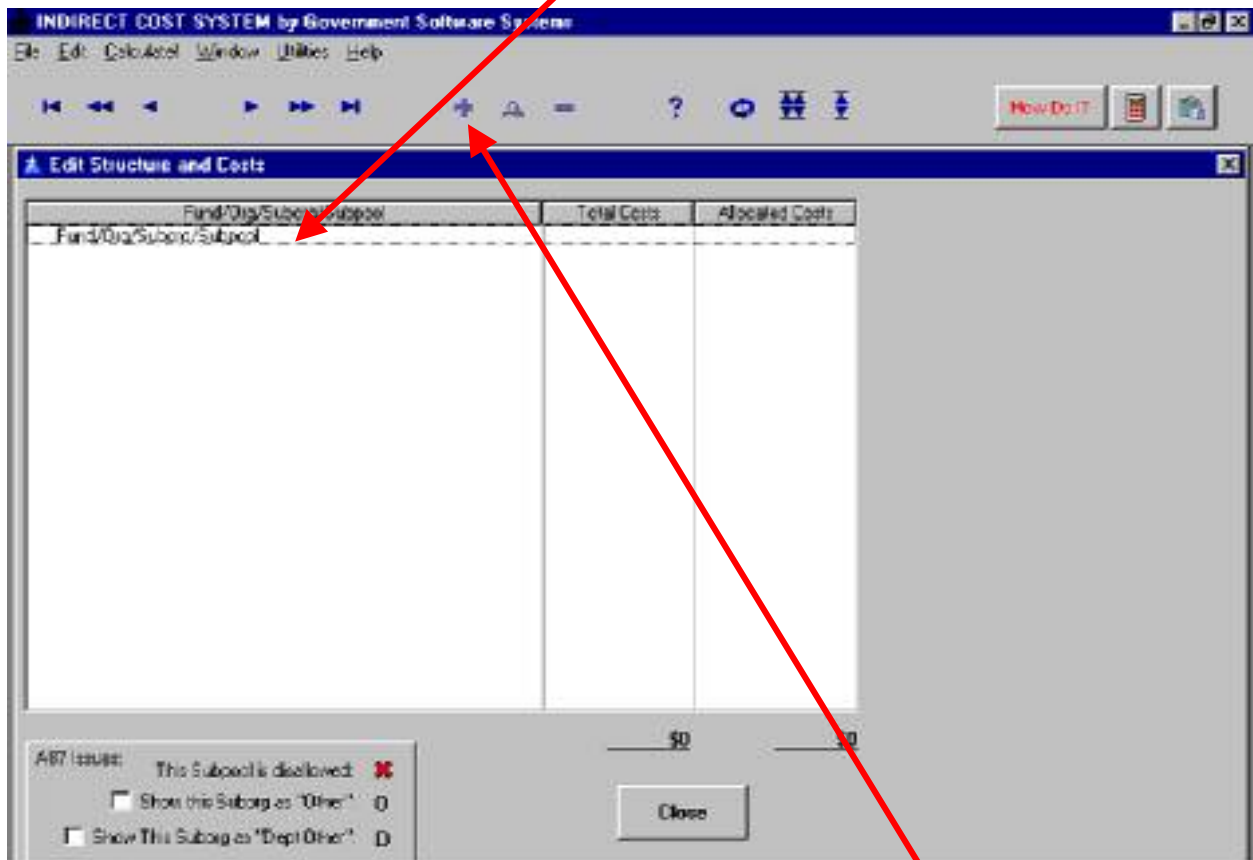 INDIRECT COST SYSTEM by Government Software Systems
File Edit Calculate! Window Utilities Help
? How Do I?
Edit Structure and Costs
Fund/Org/Suborg/Subpool Total Costs Allocated Costs
Fund/Org/Suborg/Subpool
$0 $0
A87 Issues:
This Subpool is disallowed:
Show this Suborg as "Other" O
Show This Suborg as "Dept Other" D
Close